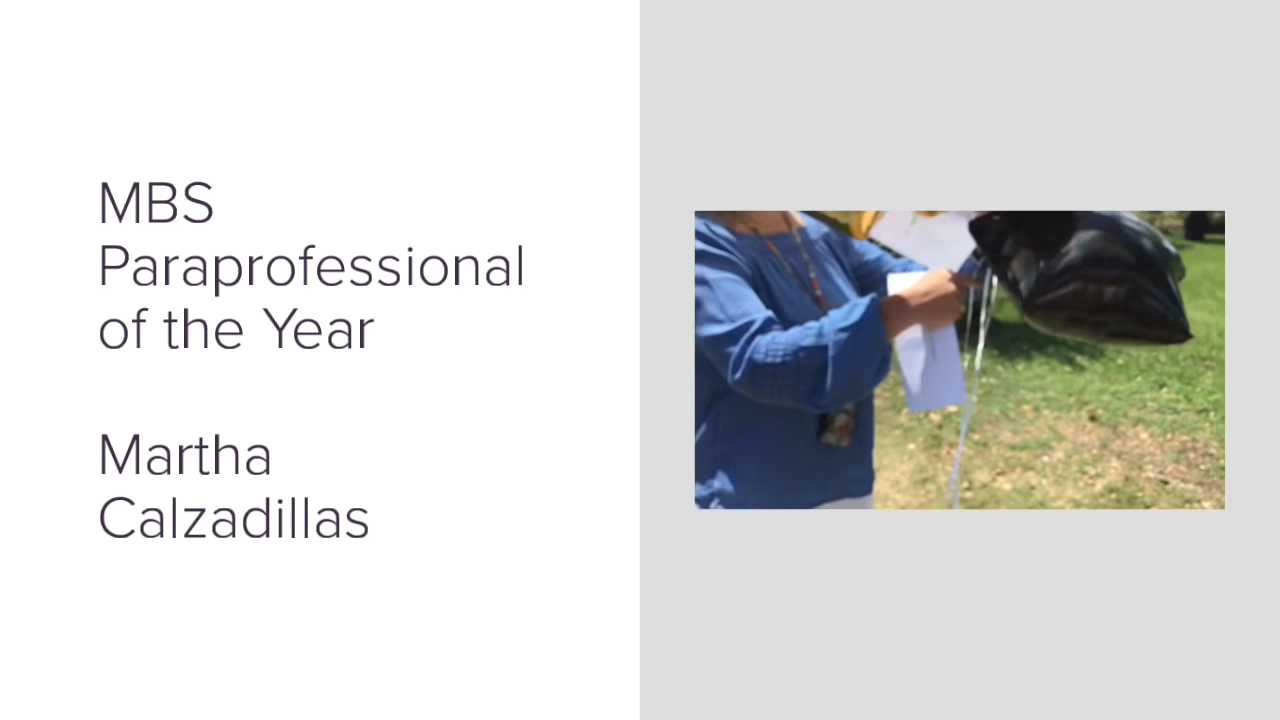 MBS
Paraprofessional
of the Year
Martha
Calzadillas